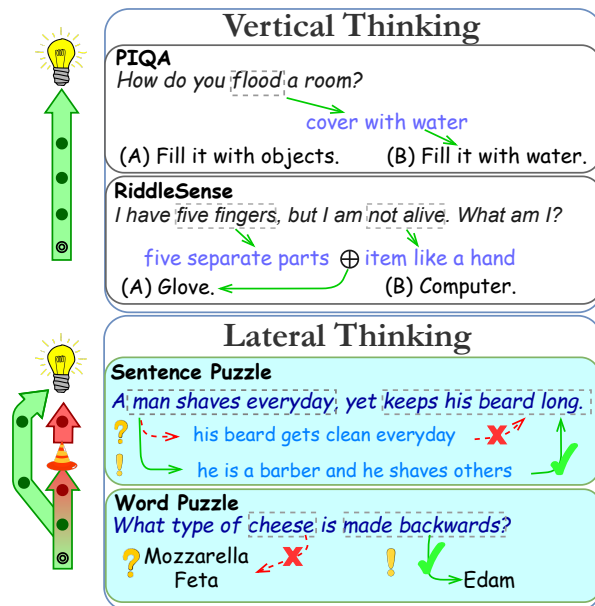 Vertical Thinking
PIQA
How do you flood a room?
cover with water
(A) Fill it with objects. (B) Fill it with water.
RiddleSense
I have five fingers, but I am not alive. What am I?
five separate parts ⊕ item like a hand
(A) Glove. (B) Computer.
Lateral Thinking
Sentence Puzzle
A man shaves everyday, yet keeps his beard long.
? his beard gets clean everyday X
! he is a barber and he shaves others
Word Puzzle
What type of cheese is made backwards?
? Mozzarella X !
Feta Edam